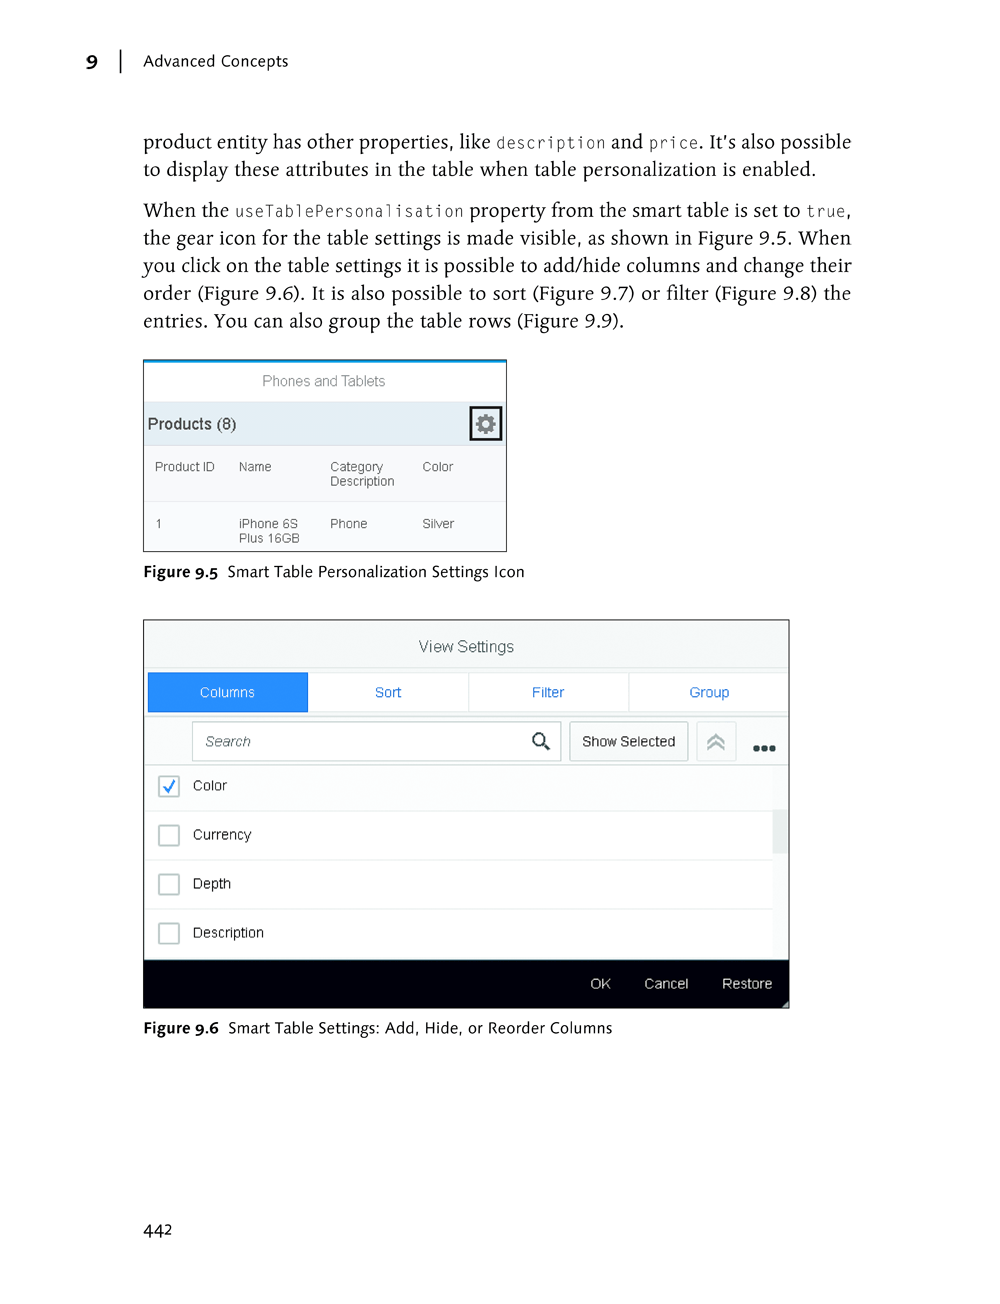 9 | Advanced Concepts
product entity has other properties, like description and price. It's also possible
to display these attributes in the table when table personalization is enabled.
When the useTablePersonalisation property from the smart table is set to true,
the gear icon for the table settings is made visible, as shown in Figure 9.5. When
you click on the table settings it is possible to add/hide columns and change their
order (Figure 9.6). It is also possible to sort (Figure 9.7) or filter (Figure 9.8) the
entries. You can also group the table rows (Figure 9.9).
Phones and Tablets
Products (8)
Product ID Name Category Color
Description
1 iPhone 6S Phone Silver
Plus 16GB
Figure 9.5 Smart Table Personalization Settings Icon
View Settings
Columns Sort Filter Group
Search Show Selected
Color
Currency
Depth
Description
OK Cancel Restore
Figure 9.6 Smart Table Settings: Add, Hide, or Reorder Columns
442